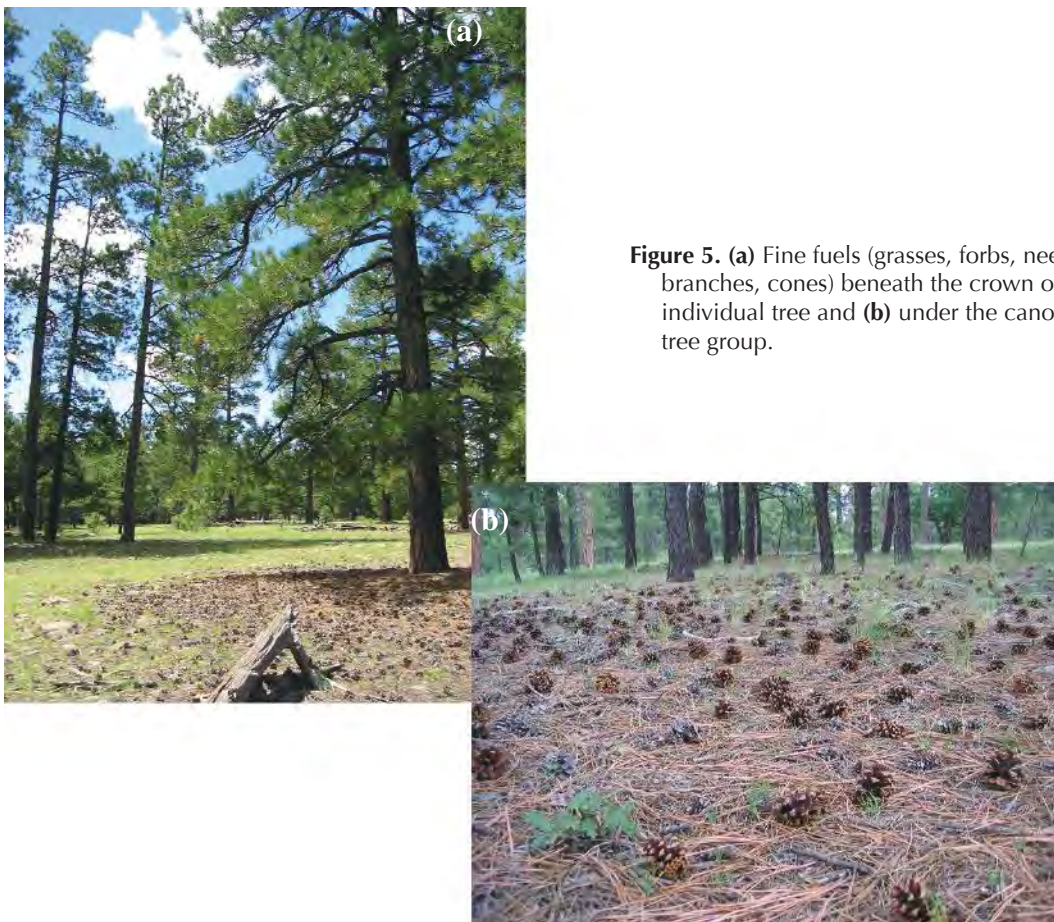 (a)
Figure 5. (a) Fine fuels (grasses, forbs,
branches, cones) beneath the crown
individual tree and (b) under the
tree group.
(b)